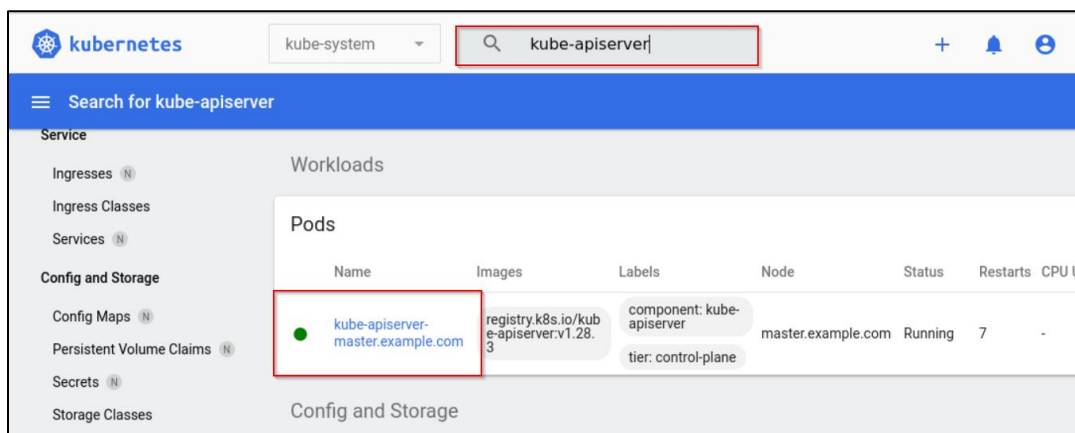 kubernetes
kube-system
kube-apiserver
Search for kube-apiserver
Service
Ingresses N
Ingress Classes
Services N
Config and Storage
Config Maps N
Persistent Volume Claims N
Secrets N
Storage Classes
Workloads
Pods
Name Images Labels Node Status Restarts CPU U
kube-apiserver-
master.example.com
registry.k8s.io/kub
e-apiserver:v1.28.
3
component: kube-
apiserver
tier: control-plane
master.example.com Running 7 -
Config and Storage